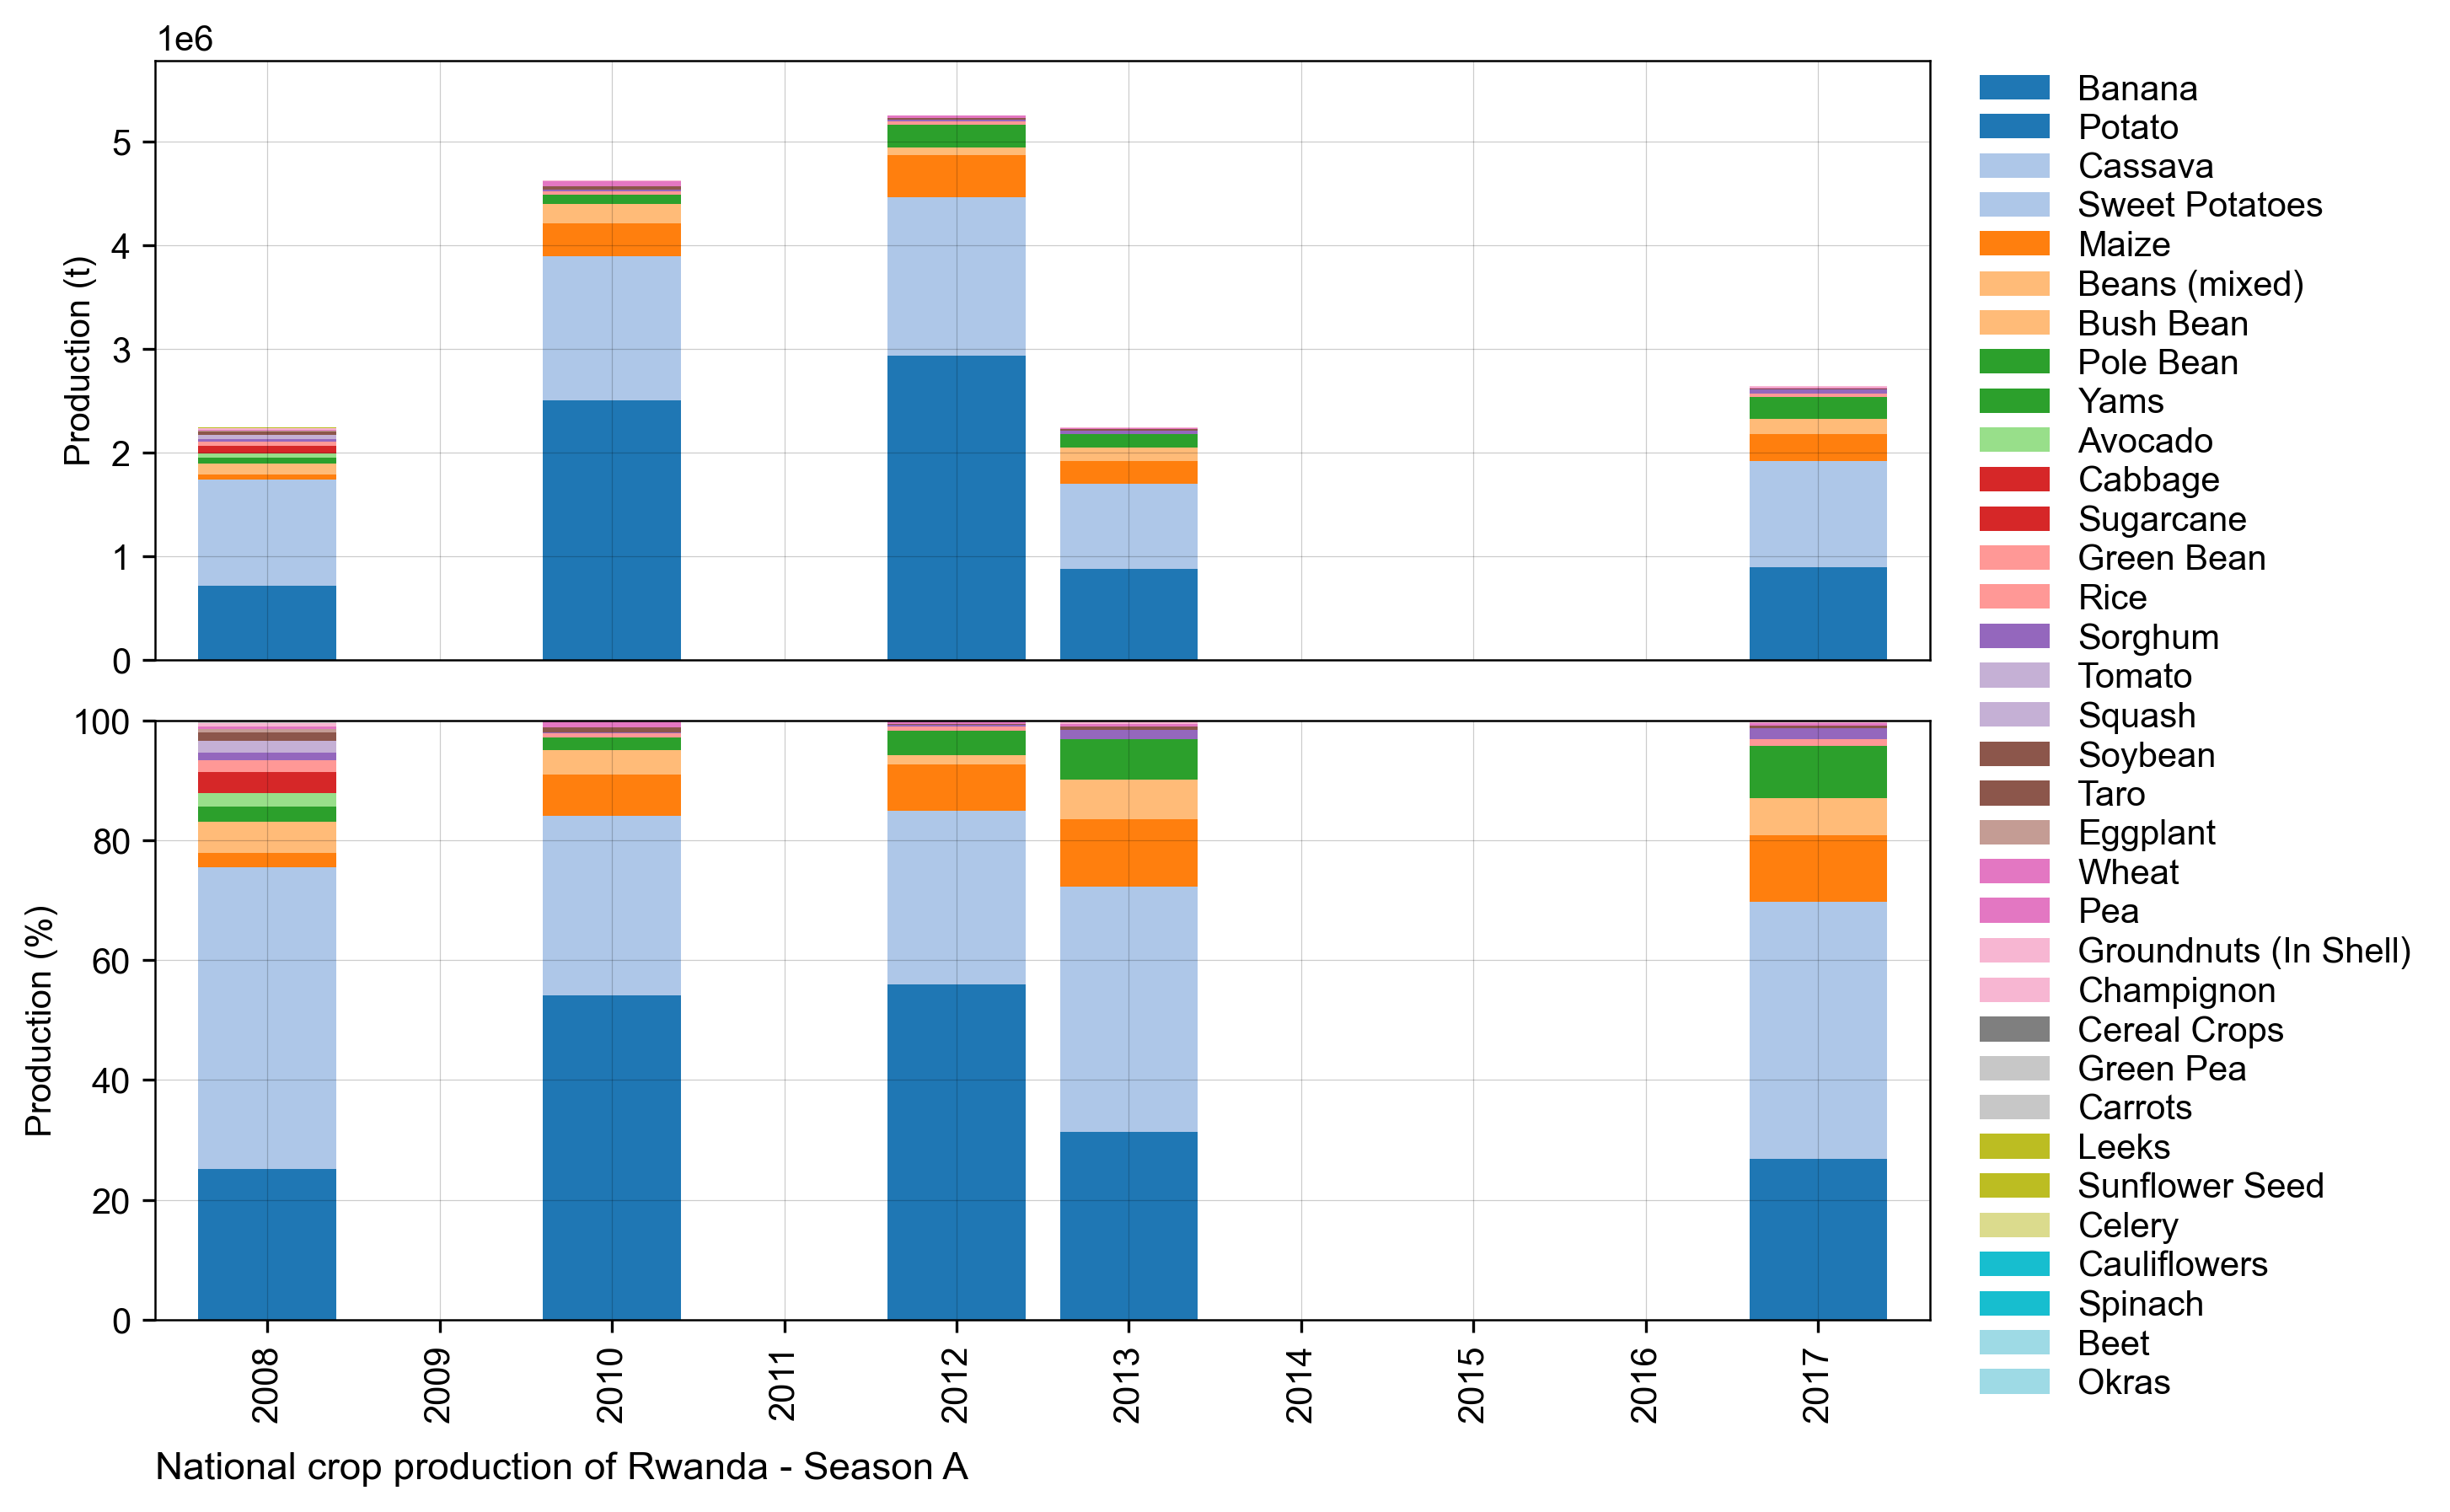 1e6
5
4
3
2
1
0
Production (t)
100
80
60
40
20
0
Production (%)
2008
2009
2010
2011
2012
2013
2014
2015
2016
2017
National crop production of Rwanda - Season A
Banana
Potato
Cassava
Sweet Potatoes
Maize
Beans (mixed)
Bush Bean
Pole Bean
Yams
Avocado
Cabbage
Sugarcane
Green Bean
Rice
Sorghum
Tomato
Squash
Soybean
Taro
Eggplant
Wheat
Pea
Groundnuts (In Shell)
Champignon
Cereal Crops
Green Pea
Carrots
Leeks
Sunflower Seed
Celery
Cauliflowers
Spinach
Beet
Okras